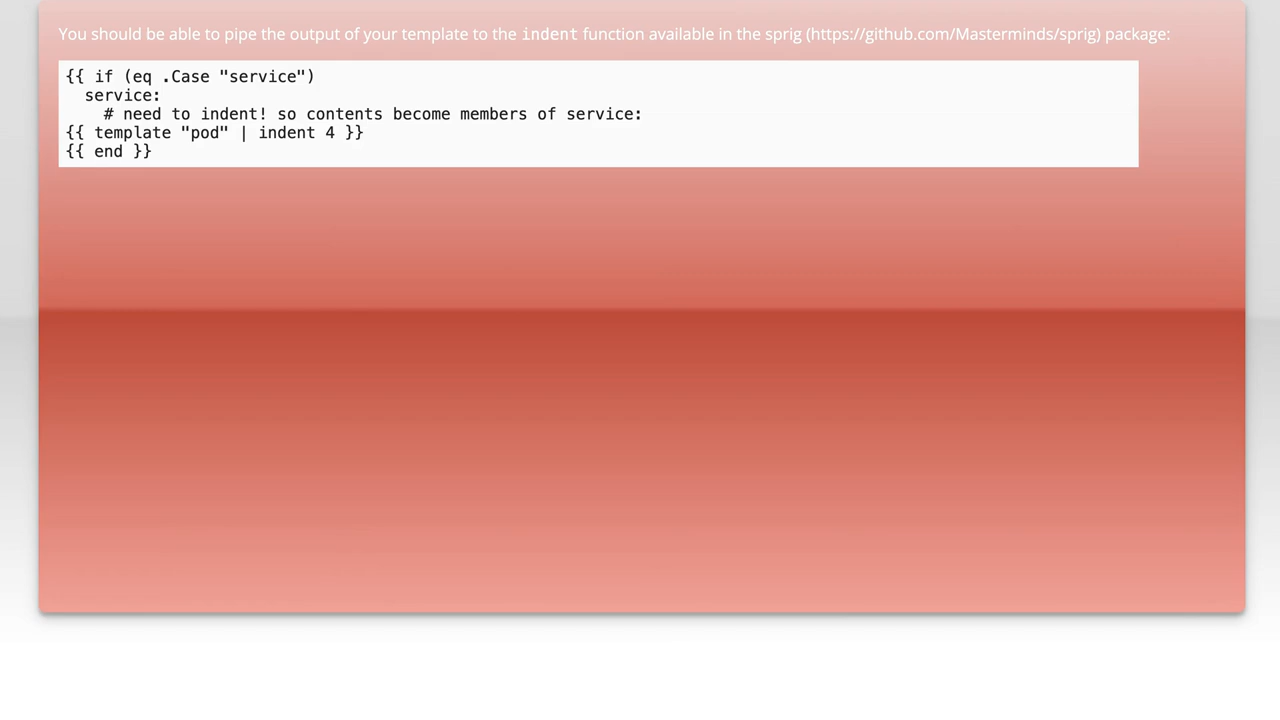 You should be able to pipe the output of your template to the indent function available in the sprig (https://github.com/Masterminds/sprig) package:
{{ if (eq .Case "service")
  service:
    # need to indent! so contents become members of service:
{{ template "pod" | indent 4 }}
{{ end }}